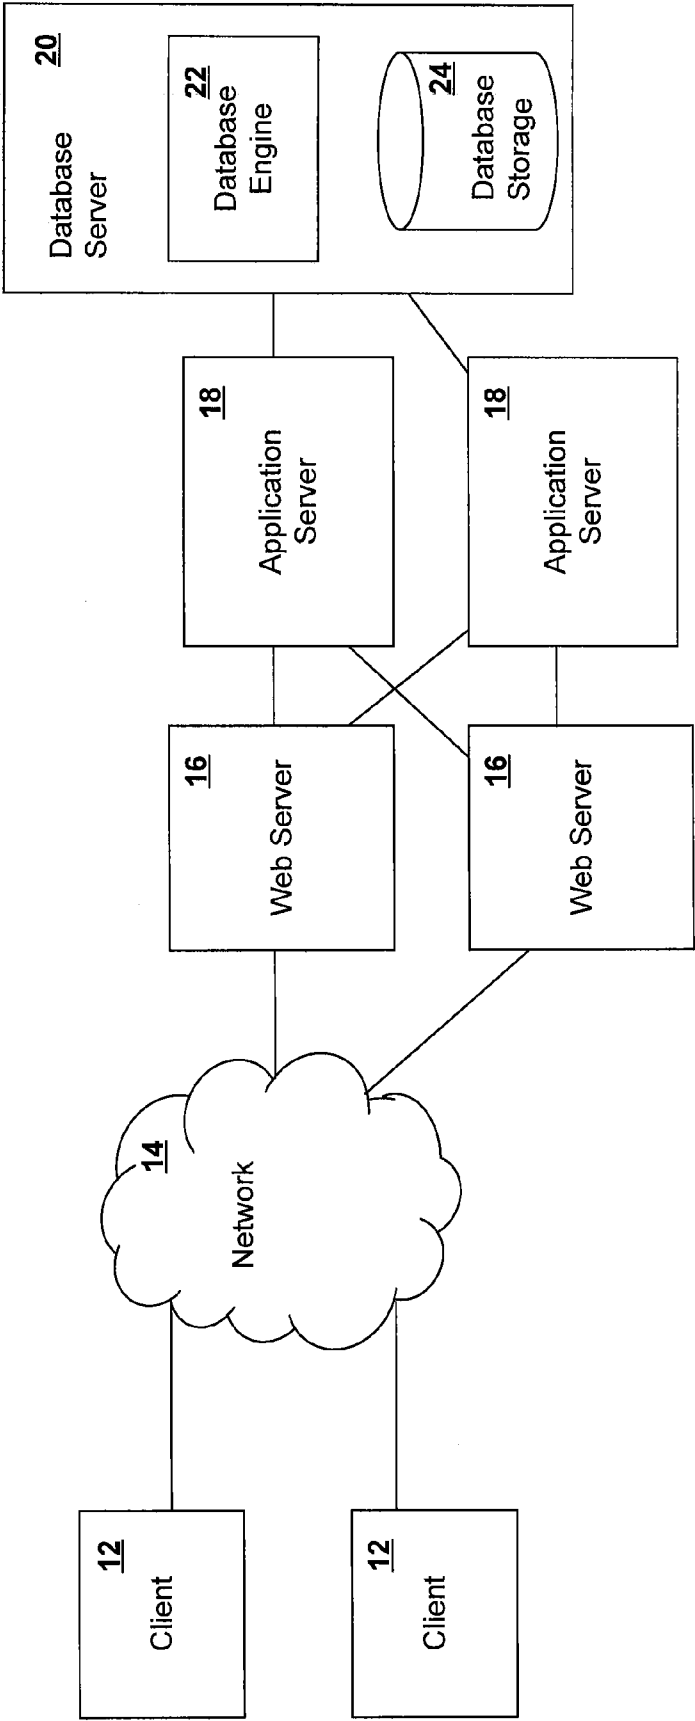 12
Client
12
Client
14
Network
16
Web Server
16
Web Server
18
Application
Server
18
Application
Server
20
Database
Server
22
Database
Engine
24
Database
Storage